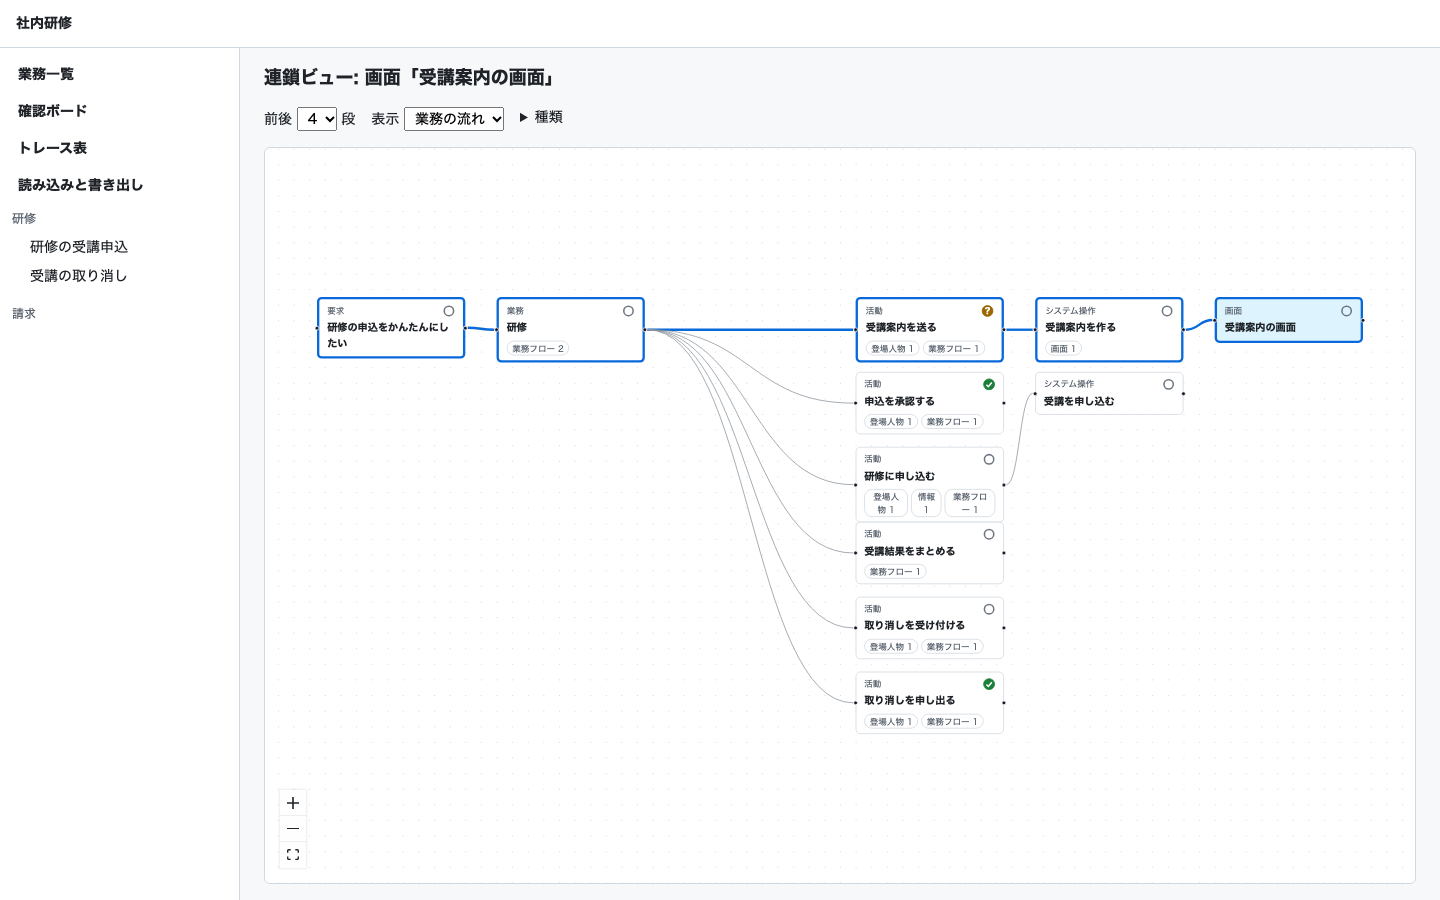 社内研修
業務一覧
確認ボード
トレース表
読み込みと書き出し
研修
研修の受講申込
受講の取り消し
請求
連鎖ビュー: 画面「受講案内の画面」
前後 4 段 表示 業務の流れ ▶ 種類
要求
研修の申込をかんたんにし
たい
業務
研修
業務フロー 2
活動
受講案内を送る
登場人物 1 業務フロー 1
システム操作
受講案内を作る
画面 1
画面
受講案内の画面
活動
申込を承認する
登場人物 1 業務フロー 1
システム操作
受講を申し込む
活動
研修に申し込む
登場人
物 1
情報
1
業務フロ
ー 1
活動
受講結果をまとめる
業務フロー 1
活動
取り消しを受け付ける
登場人物 1 業務フロー 1
活動
取り消しを申し出る
登場人物 1 業務フロー 1